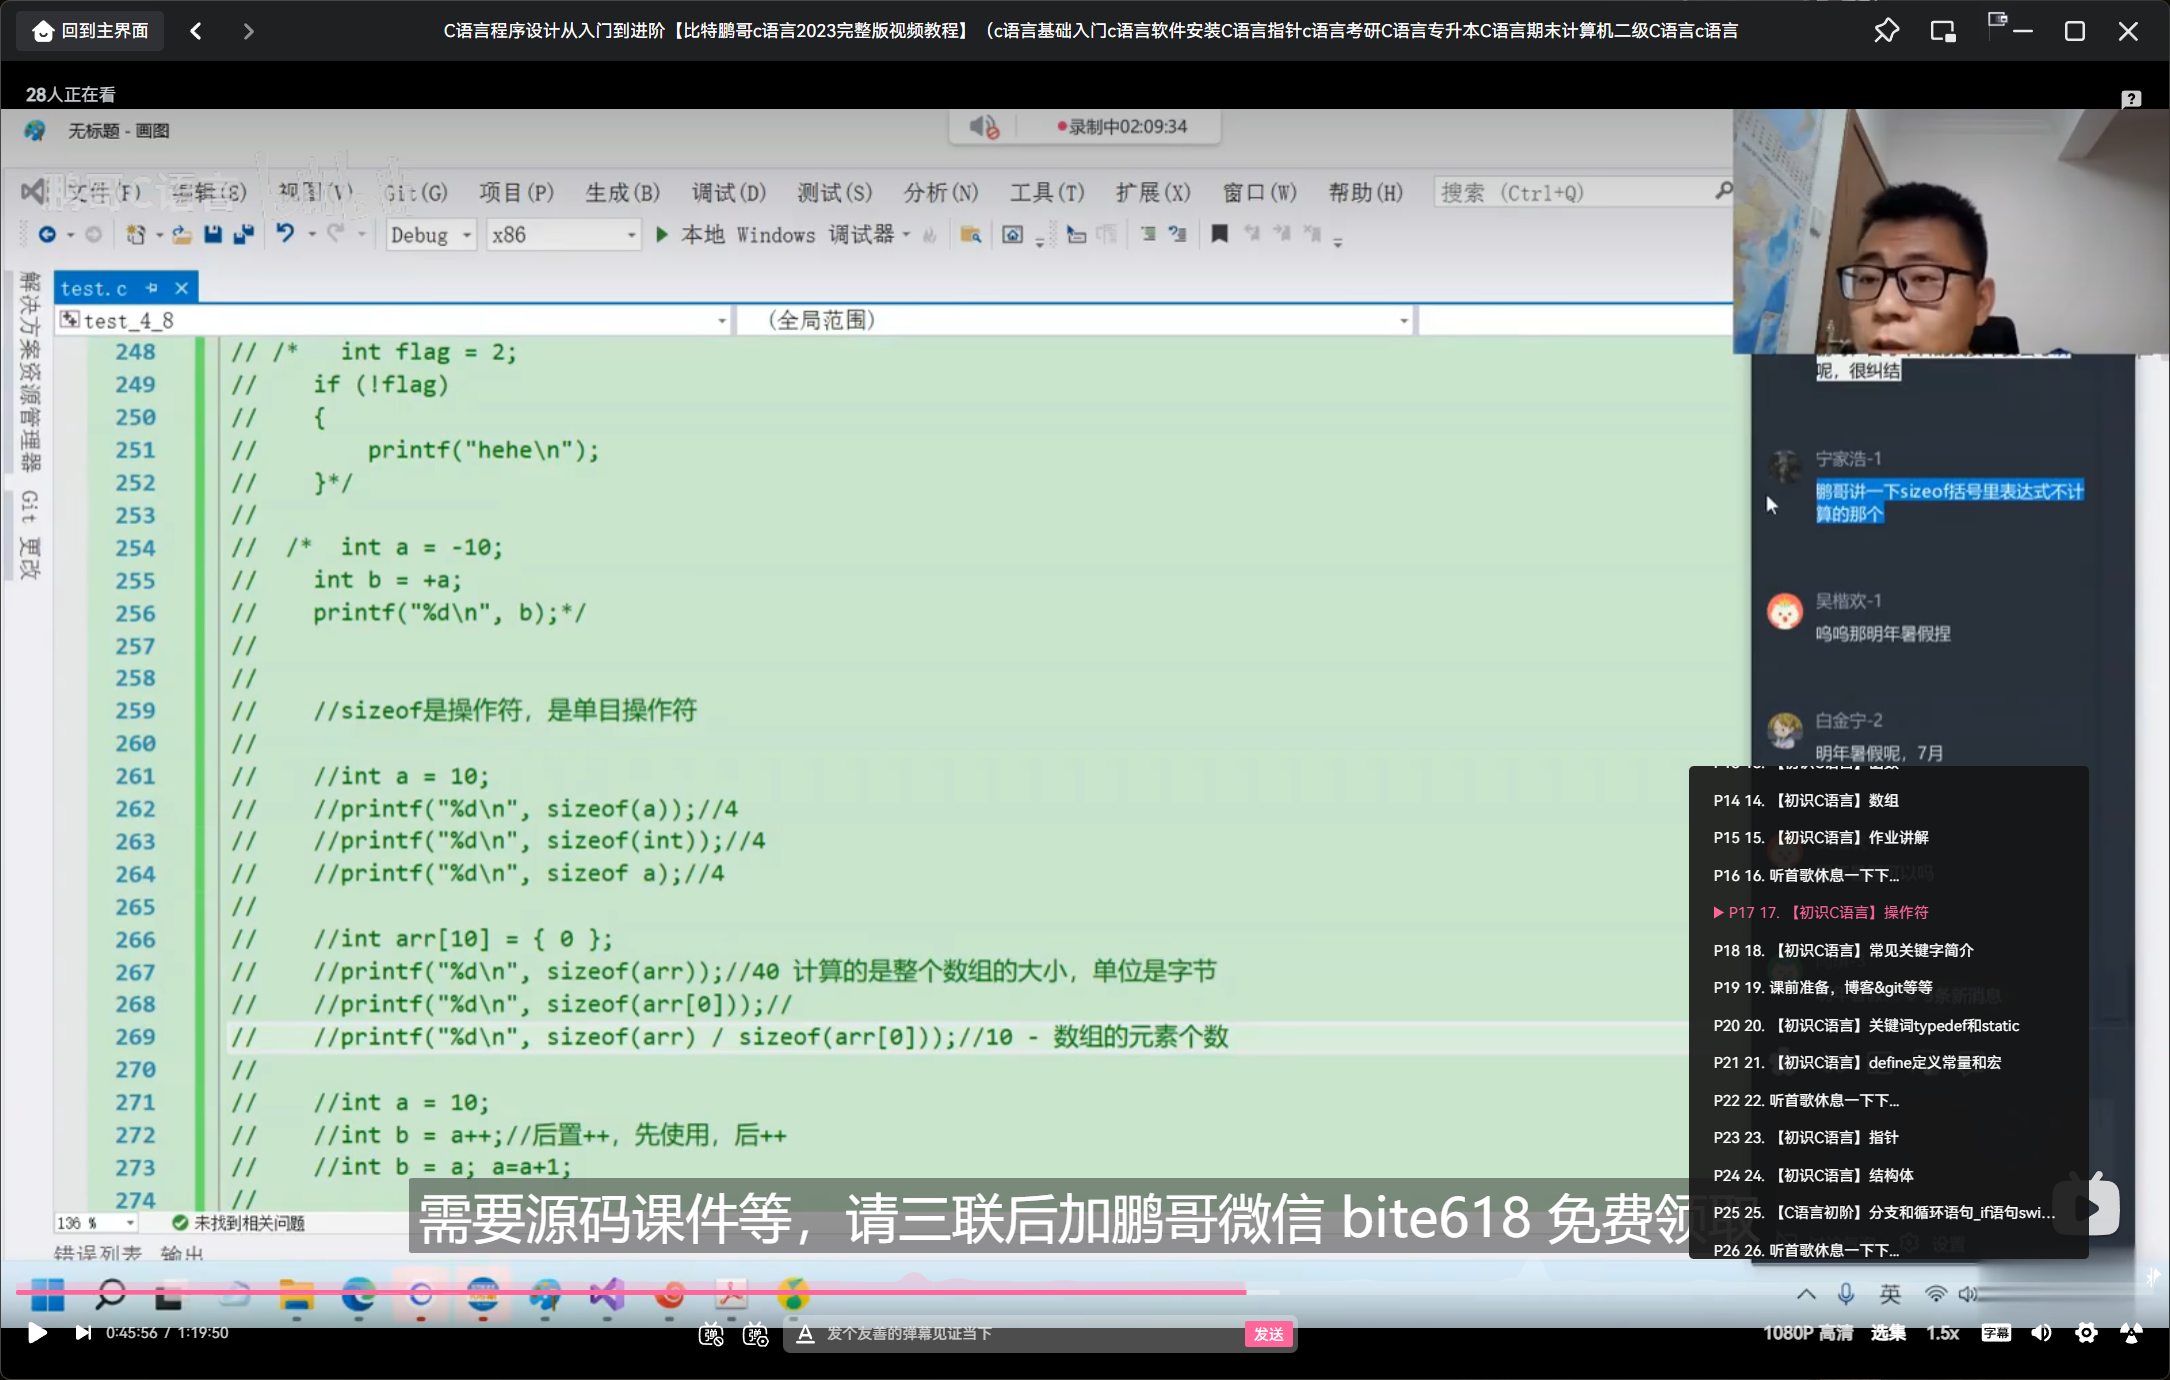 回到主界面
C语言程序设计从入门到进阶【比特鹏哥c语言2023完整版视频教程】（c语言基础入门c语言软件安装C语言指针c语言考研C语言专升本C语言期末计算机二级C语言c语言
28人正在看
无标题 - 画图
录制中02:09:34
鹏哥C语言
文件(F) 编辑(E) 视图(V) Git(G) 项目(P) 生成(B) 调试(D) 测试(S) 分析(N) 工具(T) 扩展(X) 窗口(W) 帮助(H) 搜索 (Ctrl+Q)
Debug x86 本地 Windows 调试器
解决方案资源管理器
Git 更改
test.c
test_4_8 (全局范围)
248 // /*   int flag = 2;
249 //    if (!flag)
250 //    {
251 //        printf("hehe\n");
252 //    }*/
253 //
254 //  /*  int a = -10;
255 //    int b = +a;
256 //    printf("%d\n", b);*/
257 //
258 //
259 //    //sizeof是操作符，是单目操作符
260 //
261 //    //int a = 10;
262 //    //printf("%d\n", sizeof(a));//4
263 //    //printf("%d\n", sizeof(int));//4
264 //    //printf("%d\n", sizeof a);//4
265 //
266 //    //int arr[10] = { 0 };
267 //    //printf("%d\n", sizeof(arr));//40 计算的是整个数组的大小，单位是字节
268 //    //printf("%d\n", sizeof(arr[0]));//
269 //    //printf("%d\n", sizeof(arr) / sizeof(arr[0]));//10 - 数组的元素个数
270 //
271 //    //int a = 10;
272 //    //int b = a++;//后置++，先使用，后++
273 //    //int b = a; a=a+1;
274 //
呢，很纠结
宁家浩-1
鹏哥讲一下sizeof括号里表达式不计
算的那个
吴楷欢-1
呜呜那明年暑假捏
白金宁-2
明年暑假呢，7月
P14 14. 【初识C语言】数组
P15 15. 【初识C语言】作业讲解
P16 16. 听首歌休息一下下...
P17 17. 【初识C语言】操作符
P18 18. 【初识C语言】常见关键字简介
P19 19. 课前准备，博客&git等等
P20 20. 【初识C语言】关键词typedef和static
P21 21. 【初识C语言】define定义常量和宏
P22 22. 听首歌休息一下下...
P23 23. 【初识C语言】指针
P24 24. 【初识C语言】结构体
P25 25. 【C语言初阶】分支和循环语句_if语句swi...
P26 26. 听首歌休息一下下...
136 % 未找到相关问题
需要源码课件等，请三联后加鹏哥微信 bite618 免费领取
错误列表 输出
英
0:45:56 / 1:19:50
弹 弹
发个友善的弹幕见证当下
发送
1080P 高清 选集 1.5x 字幕